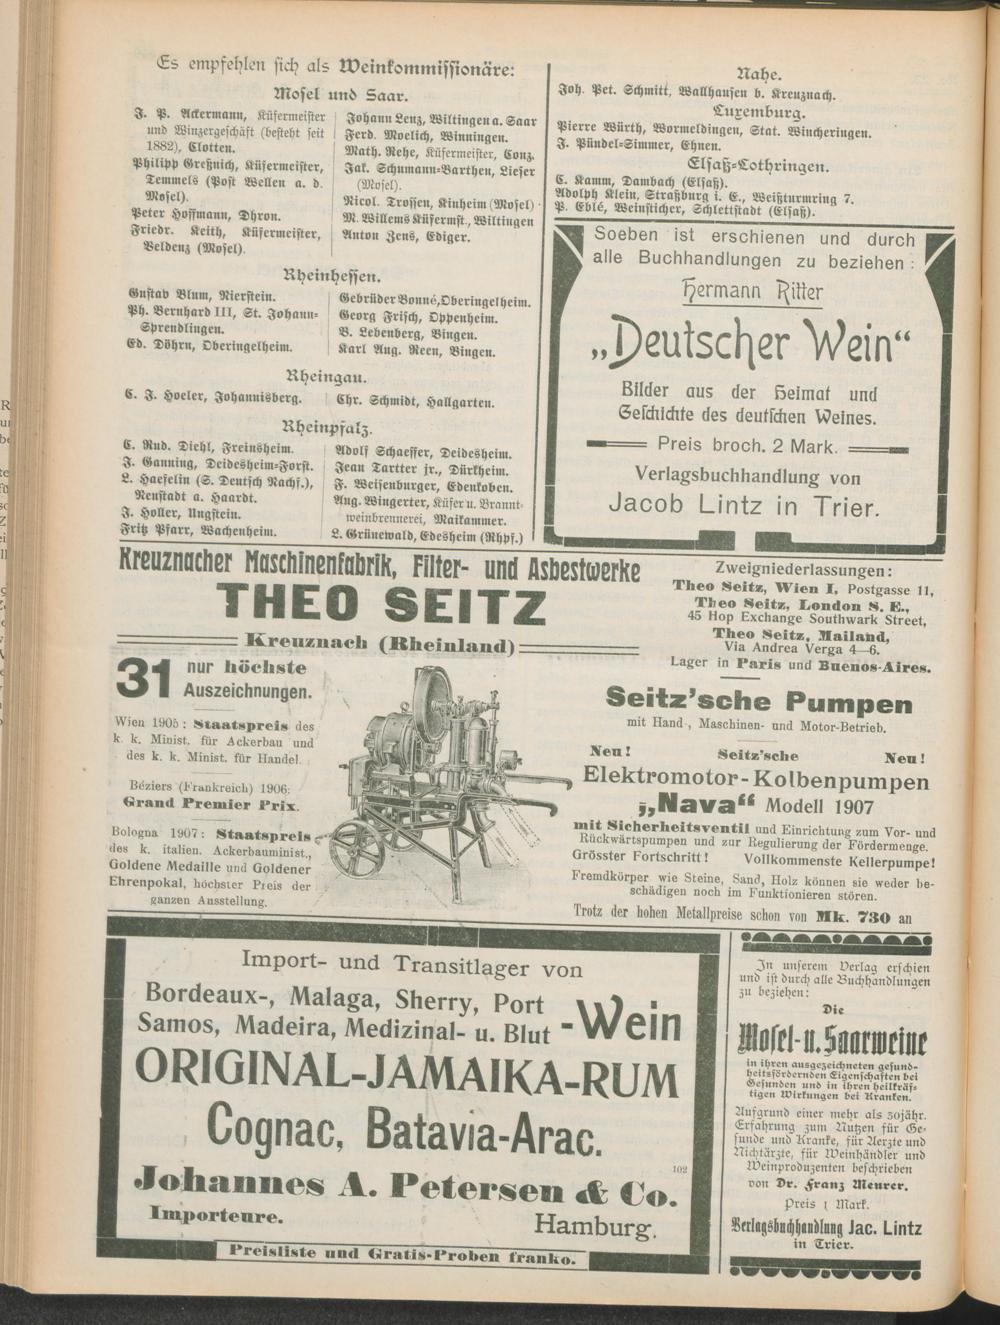 Es empfehlen sich als Weinkommissionäre:
Mosel und Saar.
J. P. Ackermann, Küfermeister
und Winzergeschäft (besteht seit
1882), Clotten.
Philipp Greßnich, Küfermeister,
Temmels (Post Wellen a. d.
Mosel).
Peter Hoffmann, Dhron.
Friedr. Keith, Küfermeister,
Veldenz (Mosel).
Johann Lenz, Wiltingen a. Saar
Ferd. Moelich, Winningen.
Math. Rehe, Küfermeister, Conz.
Jak. Schumann-Barthen, Lieser
(Mosel).
Nicol. Trossen, Kinheim (Mosel)
M. Willems Küfermst., Wiltingen
Anton Zens, Ediger.
Rheinhessen.
Gustav Blum, Nierstein.
Ph. Bernhard III, St. Johann-
Sprendlingen.
Ed. Döhrn, Oberingelheim.
Gebrüder Bonné, Oberingelheim.
Georg Frisch, Oppenheim.
B. Lebenberg, Bingen.
Karl Aug. Reen, Bingen.
Rheingau.
C. J. Hoeler, Johannisberg.
Chr. Schmidt, Hallgarten.
Rheinpfalz.
C. Rud. Diehl, Freinsheim.
J. Ganning, Deidesheim-Forst.
L. Haefelin (S. Deutsch Nachf.),
Neustadt a. Haardt.
J. Holler, Ungstein.
Fritz Pfarr, Wachenheim.
Adolf Schaeffer, Deidesheim.
Jean Tartter jr., Dürkheim.
F. Weisenburger, Edenkoben.
Aug. Wingerter, Küfer u. Brannt-
weinbrennerei, Maikammer.
L. Grünewald, Edesheim (Rhpf.)
Nahe.
Joh. Pet. Schmitt, Wallhausen b. Kreuznach.
Luxemburg.
Pierre Würth, Wormeldingen, Stat. Wincheringen.
J. Pündel-Simmer, Ehnen.
Elsaß-Lothringen.
C. Kamm, Dambach (Elsaß).
Adolph Klein, Straßburg i. E., Weißturmring 7.
P. Eblé, Weinsticher, Schlettstadt (Elsaß).
Soeben ist erschienen und durch
alle Buchhandlungen zu beziehen:
Hermann Ritter
„Deutscher Wein“
Bilder aus der Heimat und
Geschichte des deutschen Weines.
Preis broch. 2 Mark.
Verlagsbuchhandlung von
Jacob Lintz in Trier.
Kreuznacher Maschinenfabrik, Filter- und Asbestwerke
THEO SEITZ
Kreuznach (Rheinland)
31 nur höchste
Auszeichnungen.
Wien 1905: Staatspreis des
k. k. Minist. für Ackerbau und
des k. k. Minist. für Handel.
Béziers (Frankreich) 1906:
Grand Premier Prix.
Bologna 1907: Staatspreis
des k. italien. Ackerbauminist.,
Goldene Medaille und Goldener
Ehrenpokal, höchster Preis der
ganzen Ausstellung.
Zweigniederlassungen:
Theo Seitz, Wien I, Postgasse 11,
Theo Seitz, London S. E.,
45 Hop Exchange Southwark Street,
Theo Seitz, Mailand,
Via Andrea Verga 4—6.
Lager in Paris und Buenos-Aires.
Seitz'sche Pumpen
mit Hand-, Maschinen- und Motor-Betrieb.
Neu! Seitz'sche Neu!
Elektromotor-Kolbenpumpen
„Nava“ Modell 1907
mit Sicherheitsventil und Einrichtung zum Vor- und
Rückwärtspumpen und zur Regulierung der Fördermenge.
Grösster Fortschritt! Vollkommenste Kellerpumpe!
Fremdkörper wie Steine, Sand, Holz können sie weder be-
schädigen noch im Funktionieren stören.
Trotz der hohen Metallpreise schon von Mk. 730 an
Import- und Transitlager von
Bordeaux-, Malaga, Sherry, Port
Samos, Madeira, Medizinal- u. Blut -Wein
ORIGINAL-JAMAIKA-RUM
Cognac, Batavia-Arac.
102
Johannes A. Petersen & Co.
Importeure.
Hamburg.
Preisliste und Gratis-Proben franko.
In unserem Verlag erschien
und ist durch alle Buchhandlungen
zu beziehen:
Die
Mosel- u. Saarweine
in ihren ausgezeichneten gesund-
heitsfördernden Eigenschaften bei
Gesunden und in ihren heilkräf-
tigen Wirkungen bei Kranken.
Aufgrund einer mehr als 50jähr.
Erfahrung zum Nutzen für Ge-
sunde und Kranke, für Aerzte und
Nichtärzte, für Weinhändler und
Weinproduzenten beschrieben
von Dr. Franz Meurer.
Preis 1 Mark.
Verlagsbuchhandlung Jac. Lintz
in Trier.